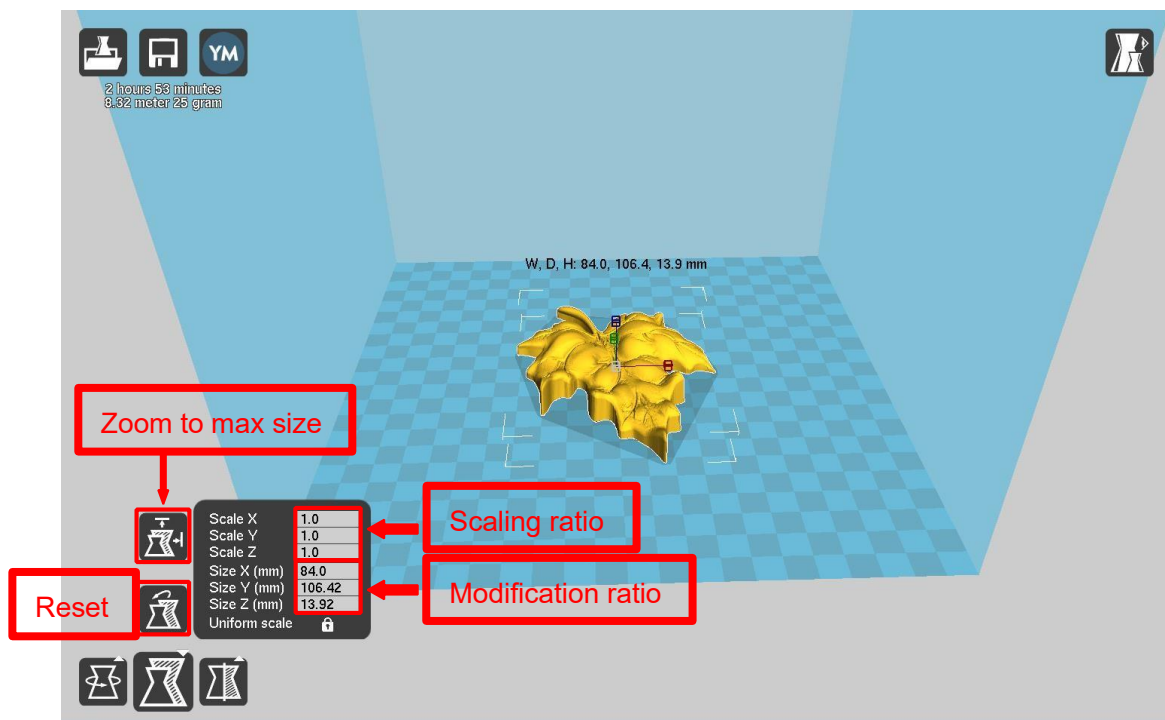 YM
2 hours 53 minutes
8.32 meter 25 gram
W, D, H: 84.0, 106.4, 13.9 mm
Zoom to max size
Scale X 1.0
Scale Y 1.0
Scale Z 1.0
Scaling ratio
Size X (mm) 84.0
Size Y (mm) 106.42
Size Z (mm) 13.92
Modification ratio
Reset
Uniform scale